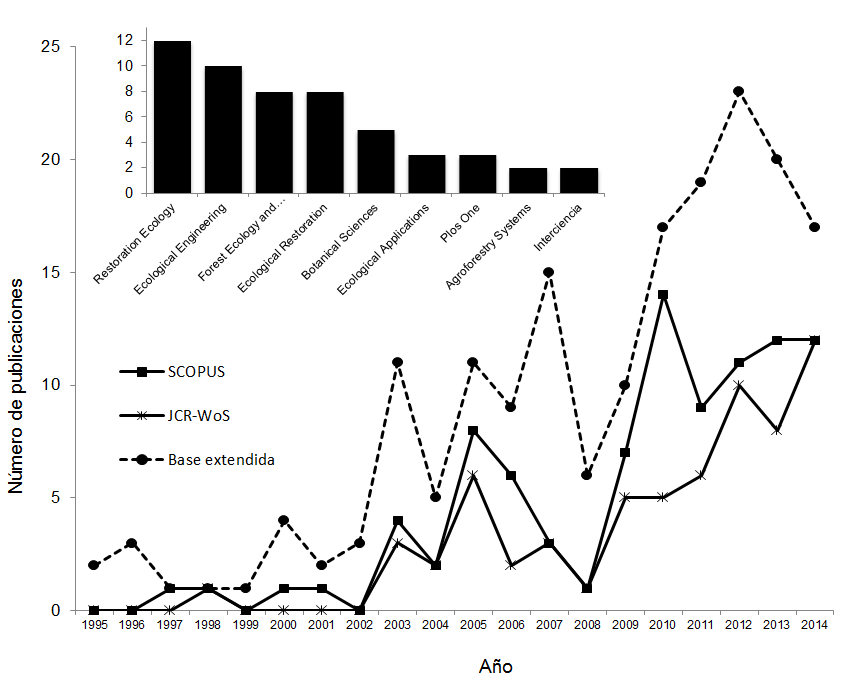 12
10
8
6
4
2
0
Restoration Ecology
Ecological Engineering
Forest Ecology and…
Ecological Restoration
Botanical Sciences
Ecological Applications
Plos One
Agroforestry Systems
Interciencia
25
20
15
10
5
0
Número de publicaciones
SCOPUS
JCR-WoS
Base extendida
1995 1996 1997 1998 1999 2000 2001 2002 2003 2004 2005 2006 2007 2008 2009 2010 2011 2012 2013 2014
Año